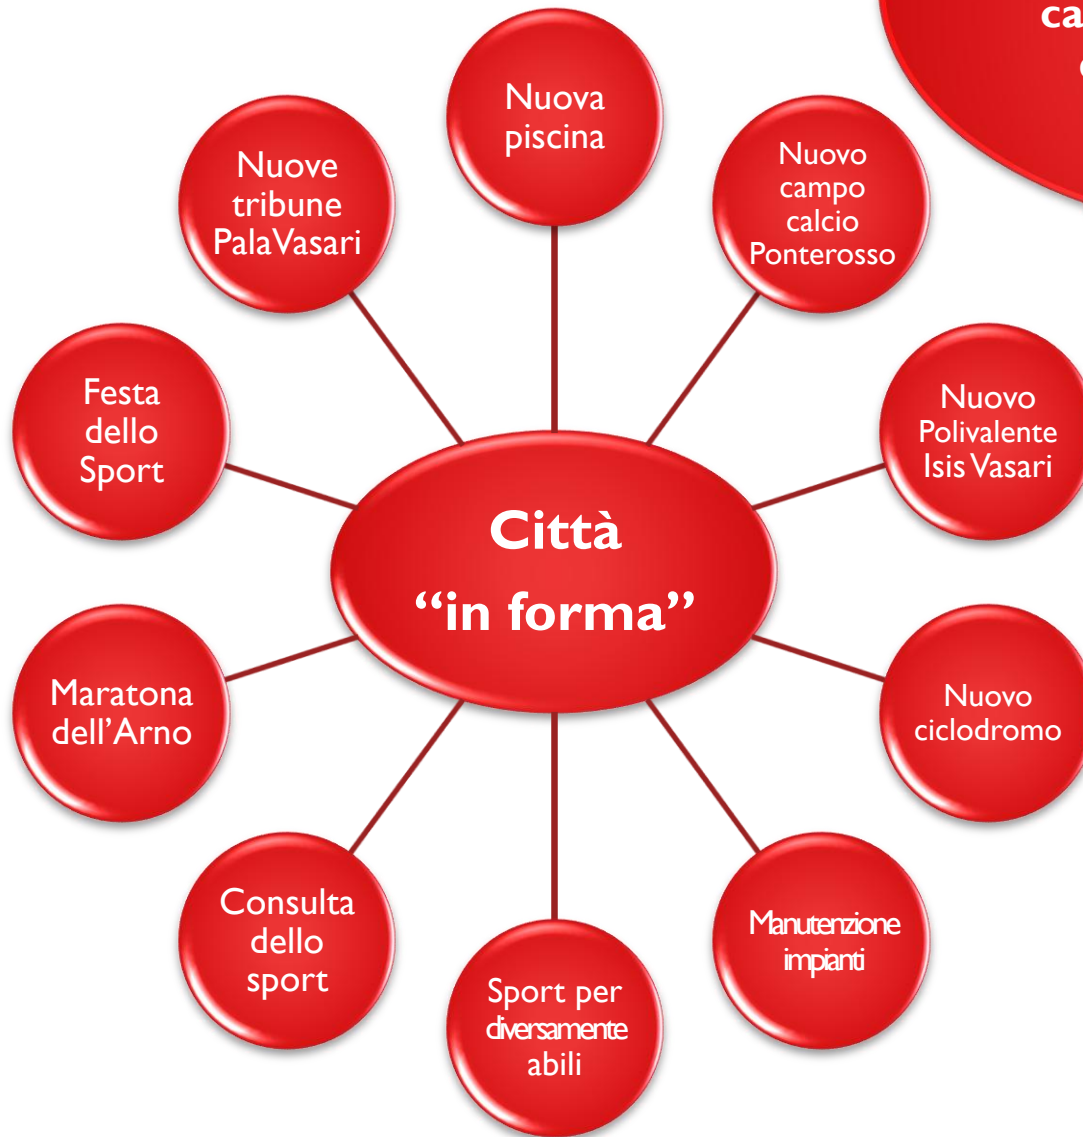 Città
“in forma”
Nuova
piscina
Nuovo
campo
calcio
Ponterosso
Nuovo
Polivalente
Isis Vasari
Nuovo
ciclodromo
Manutenzione
impianti
Sport per
diversamente
abili
Consulta
dello
sport
Maratona
dell’Arno
Festa
dello
Sport
Nuove
tribune
PalaVasari